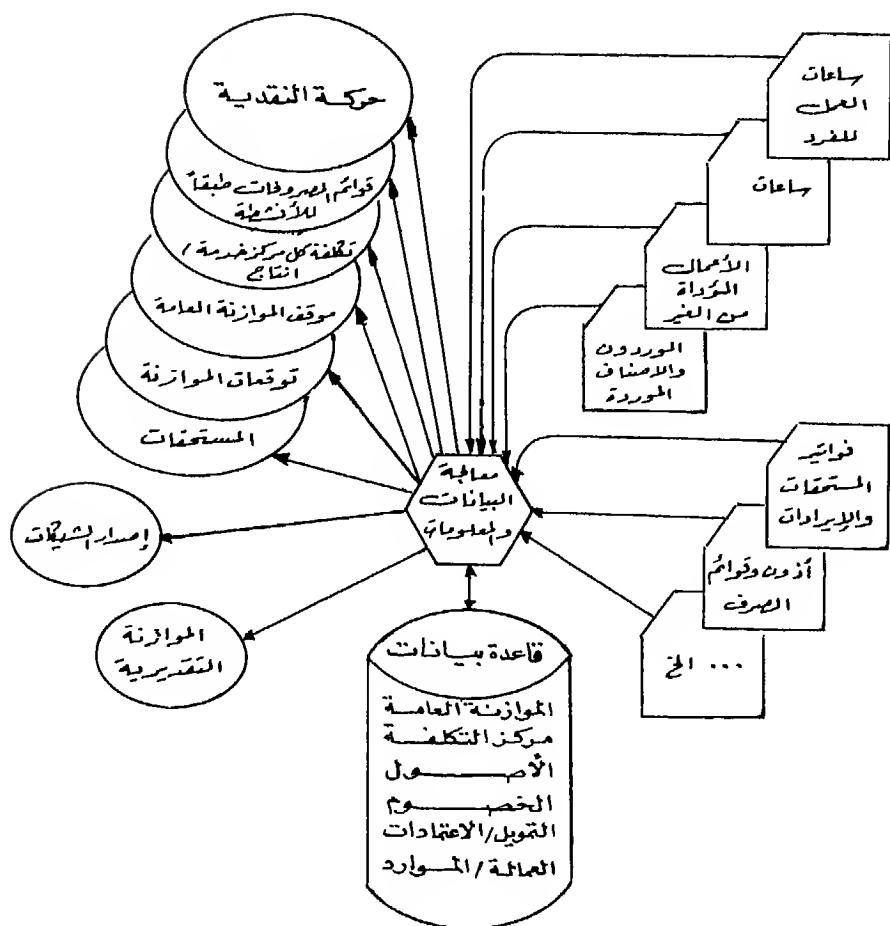 ساعات
العمل
للفرد
ساعات
الأعمال
المؤداة
من الغير
الموردون
والاصناف
الموردة
فواتير
المستحقات
والإيرادات
أذون وقوائم
الصرف
... الخ
حركة النقدية
قوائم المصروفات طبقاً
للأنشطة
تكلفة كل مركز خدمة /
انتاج
موقف الموازنة العامة
توقعات الموازنة
المستحقات
إصدار الشيكات
الموازنة
التقديرية
معالجة
البيانات
والمعلومات
قاعدة بيانات
الموازنة العامة
مركز التكلفة
الأصول
الخصوم
التمويل/الاعتمادات
العمالة/الموارد